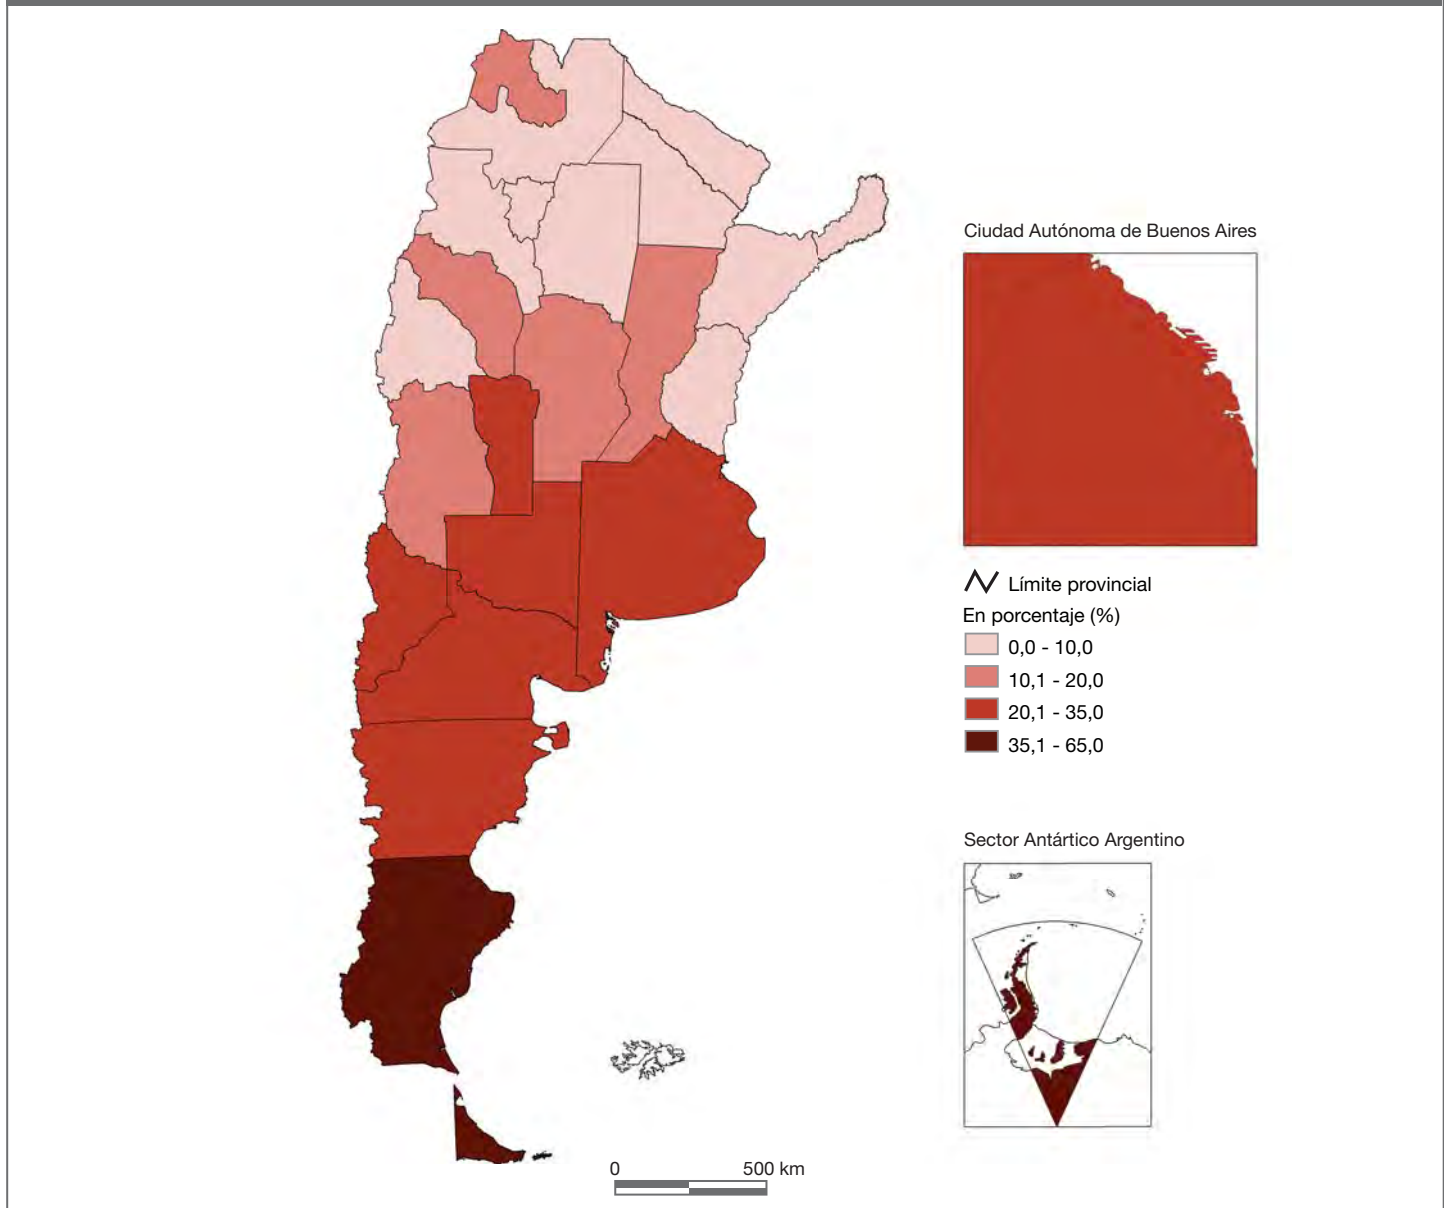 Ciudad Autónoma de Buenos Aires
Límite provincial
En porcentaje (%)
0,0 - 10,0
10,1 - 20,0
20,1 - 35,0
35,1 - 65,0
Sector Antártico Argentino
0 500 km